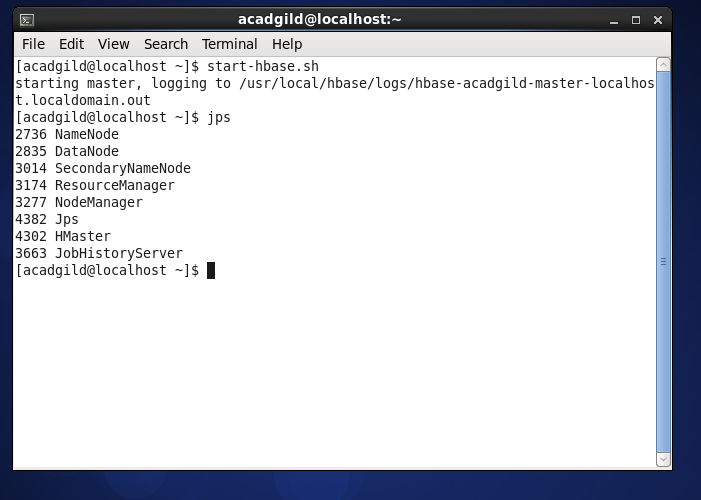 acadgild@localhost:~
File Edit View Search Terminal Help
[acadgild@localhost ~]$ start-hbase.sh
starting master, logging to /usr/local/hbase/logs/hbase-acadgild-master-localhos
t.localdomain.out
[acadgild@localhost ~]$ jps
2736 NameNode
2835 DataNode
3014 SecondaryNameNode
3174 ResourceManager
3277 NodeManager
4382 Jps
4302 HMaster
3663 JobHistoryServer
[acadgild@localhost ~]$